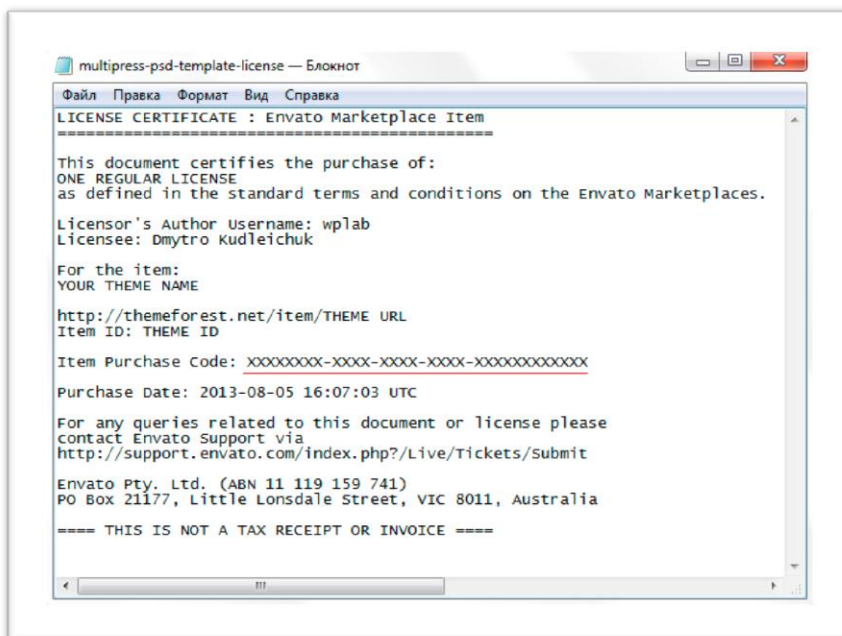 multipress-psd-template-license — Блокнот
Файл Правка Формат Вид Справка
LICENSE CERTIFICATE : Envato Marketplace Item
==============================================
This document certifies the purchase of:
ONE REGULAR LICENSE
as defined in the standard terms and conditions on the Envato Marketplaces.
Licensor's Author Username: wplab
Licensee: Dmytro Kudleichuk
For the item:
YOUR THEME NAME
http://themeforest.net/item/THEME URL
Item ID: THEME ID
Item Purchase Code: XXXXXXXX-XXXX-XXXX-XXXX-XXXXXXXXXXXX
Purchase Date: 2013-08-05 16:07:03 UTC
For any queries related to this document or license please
contact Envato Support via
http://support.envato.com/index.php?/Live/Tickets/Submit
Envato Pty. Ltd. (ABN 11 119 159 741)
PO Box 21177, Little Lonsdale Street, VIC 8011, Australia
==== THIS IS NOT A TAX RECEIPT OR INVOICE ====